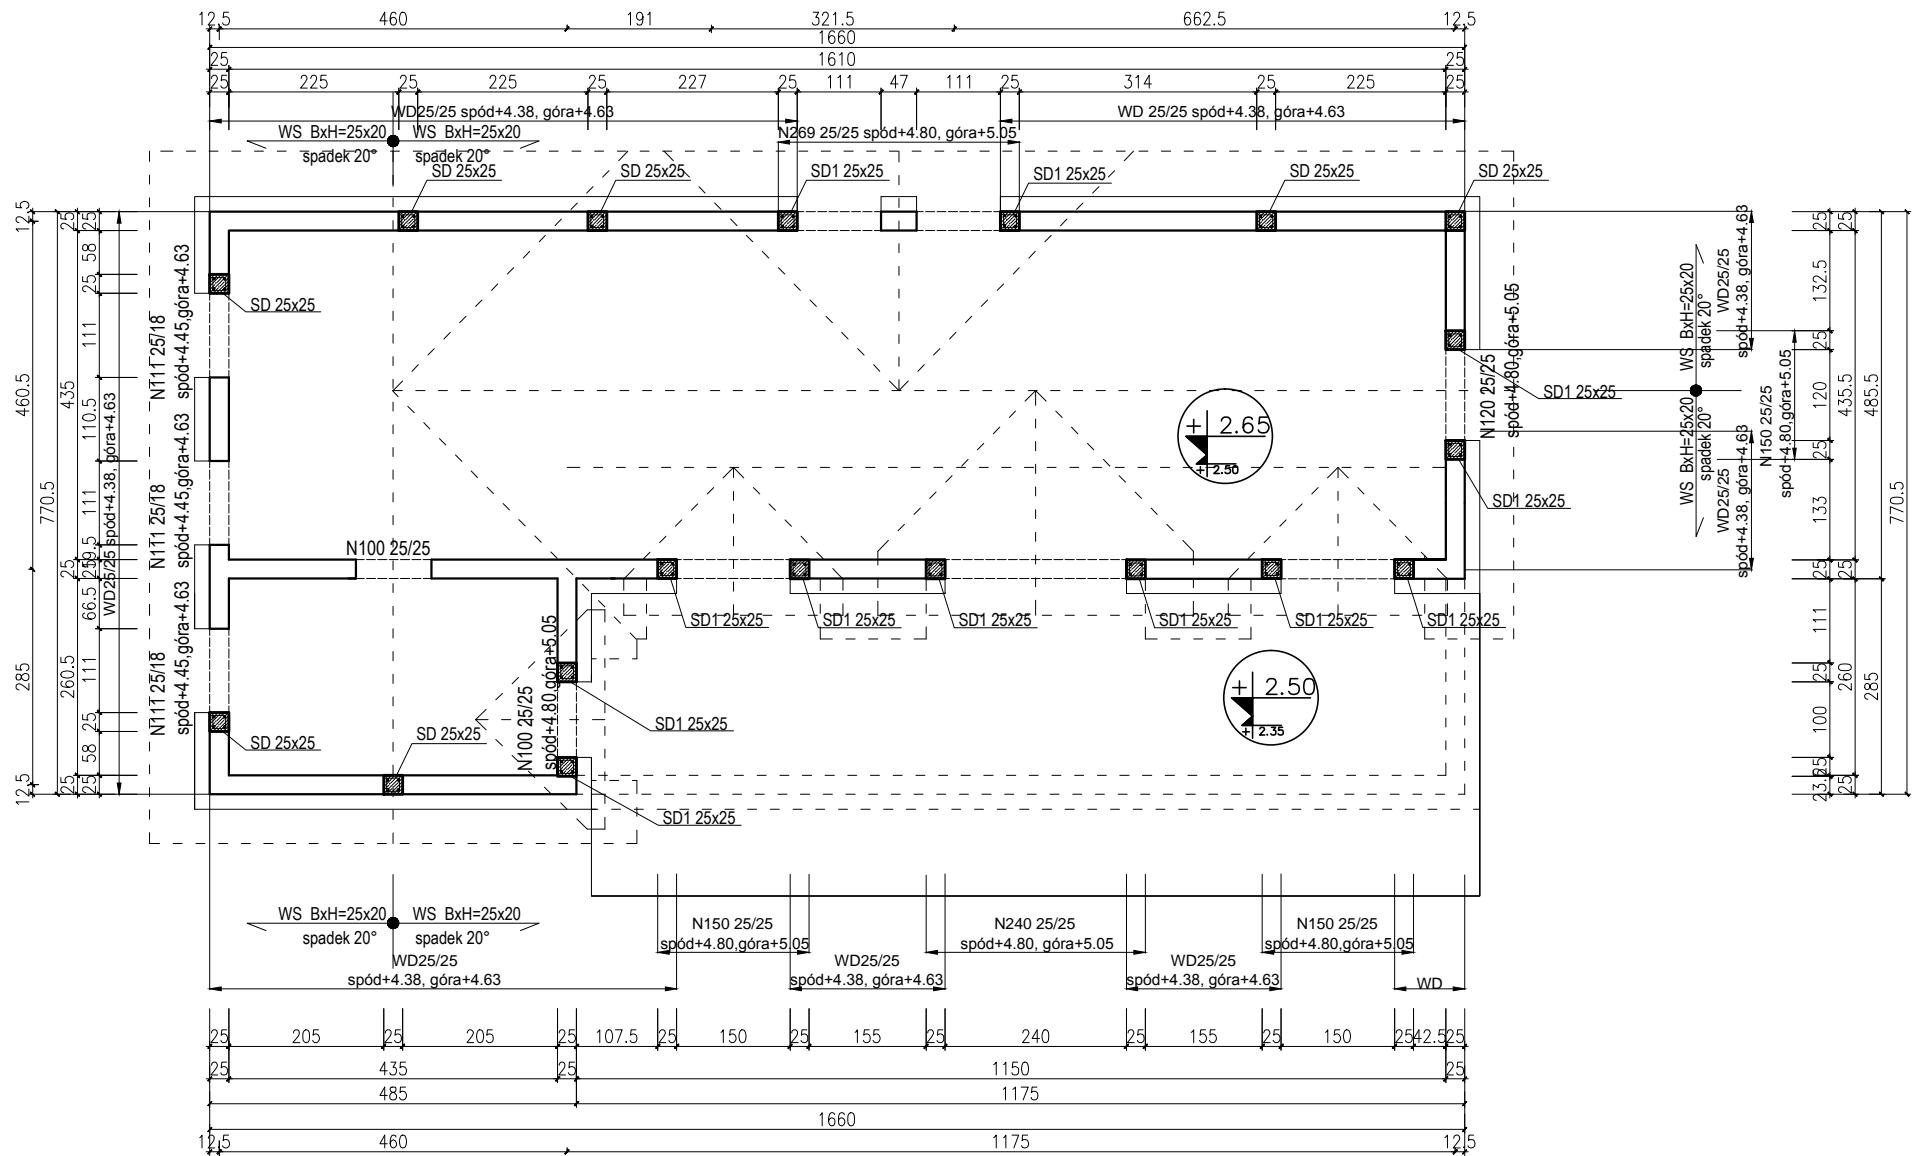 12.5 460 191 321.5 662.5 12.5
1660
25 1610 25
25 225 25 225 25 227 25 111 47 111 25 314 25 225 25
WD25/25 spód+4.38, góra+4.63
WD 25/25 spód+4.38, góra+4.63
WS BxH=25x20
WS BxH=25x20
N269 25/25 spód+4.80, góra+5.05
spadek 20°
spadek 20°
SD 25x25
SD 25x25
SD1 25x25
SD1 25x25
SD 25x25
SD 25x25
12.5 460.5 285 12.5
770.5
25 435 25 260.5 25
25 58 25 111 110.5 111 59.5 66.5 111 25 58 25
WD25/25 spód+4.38, góra+4.63
N111 25/18
spód+4.45,góra+4.63
N111 25/18
spód+4.45,góra+4.63
N111 25/18
spód+4.45,góra+4.63
SD 25x25
N100 25/25
+ 2.65
+ 2.50
N120 25/25
spód+4.80,góra+5.05
SD1 25x25
SD1 25x25
WS BxH=25x20
spadek 20°
WS BxH=25x20
spadek 20°
WD25/25
spód+4.38, góra+4.63
WD25/25
spód+4.38, góra+4.63
N150 25/25
spód+4.80,góra+5.05
25 132.5 25 120 25 133 25 111 25 100 25 23.5
25 435.5 25 260 25
485.5 285
770.5
SD1 25x25
SD1 25x25
SD1 25x25
SD1 25x25
SD1 25x25
SD1 25x25
N100 25/25
spód+4.80,góra+5.05
+ 2.50
+ 2.35
SD1 25x25
SD 25x25
SD 25x25
SD1 25x25
WS BxH=25x20
WS BxH=25x20
spadek 20°
spadek 20°
WD25/25
spód+4.38, góra+4.63
N150 25/25
spód+4.80,góra+5.05
N240 25/25
spód+4.80, góra+5.05
N150 25/25
spód+4.80,góra+5.05
WD25/25
spód+4.38, góra+4.63
WD25/25
spód+4.38, góra+4.63
WD
25 205 25 205 25 107.5 25 150 25 155 25 240 25 155 25 150 25 42.5 25
25 435 25 1150 25
485 1175
1660
12.5 460 1175 12.5